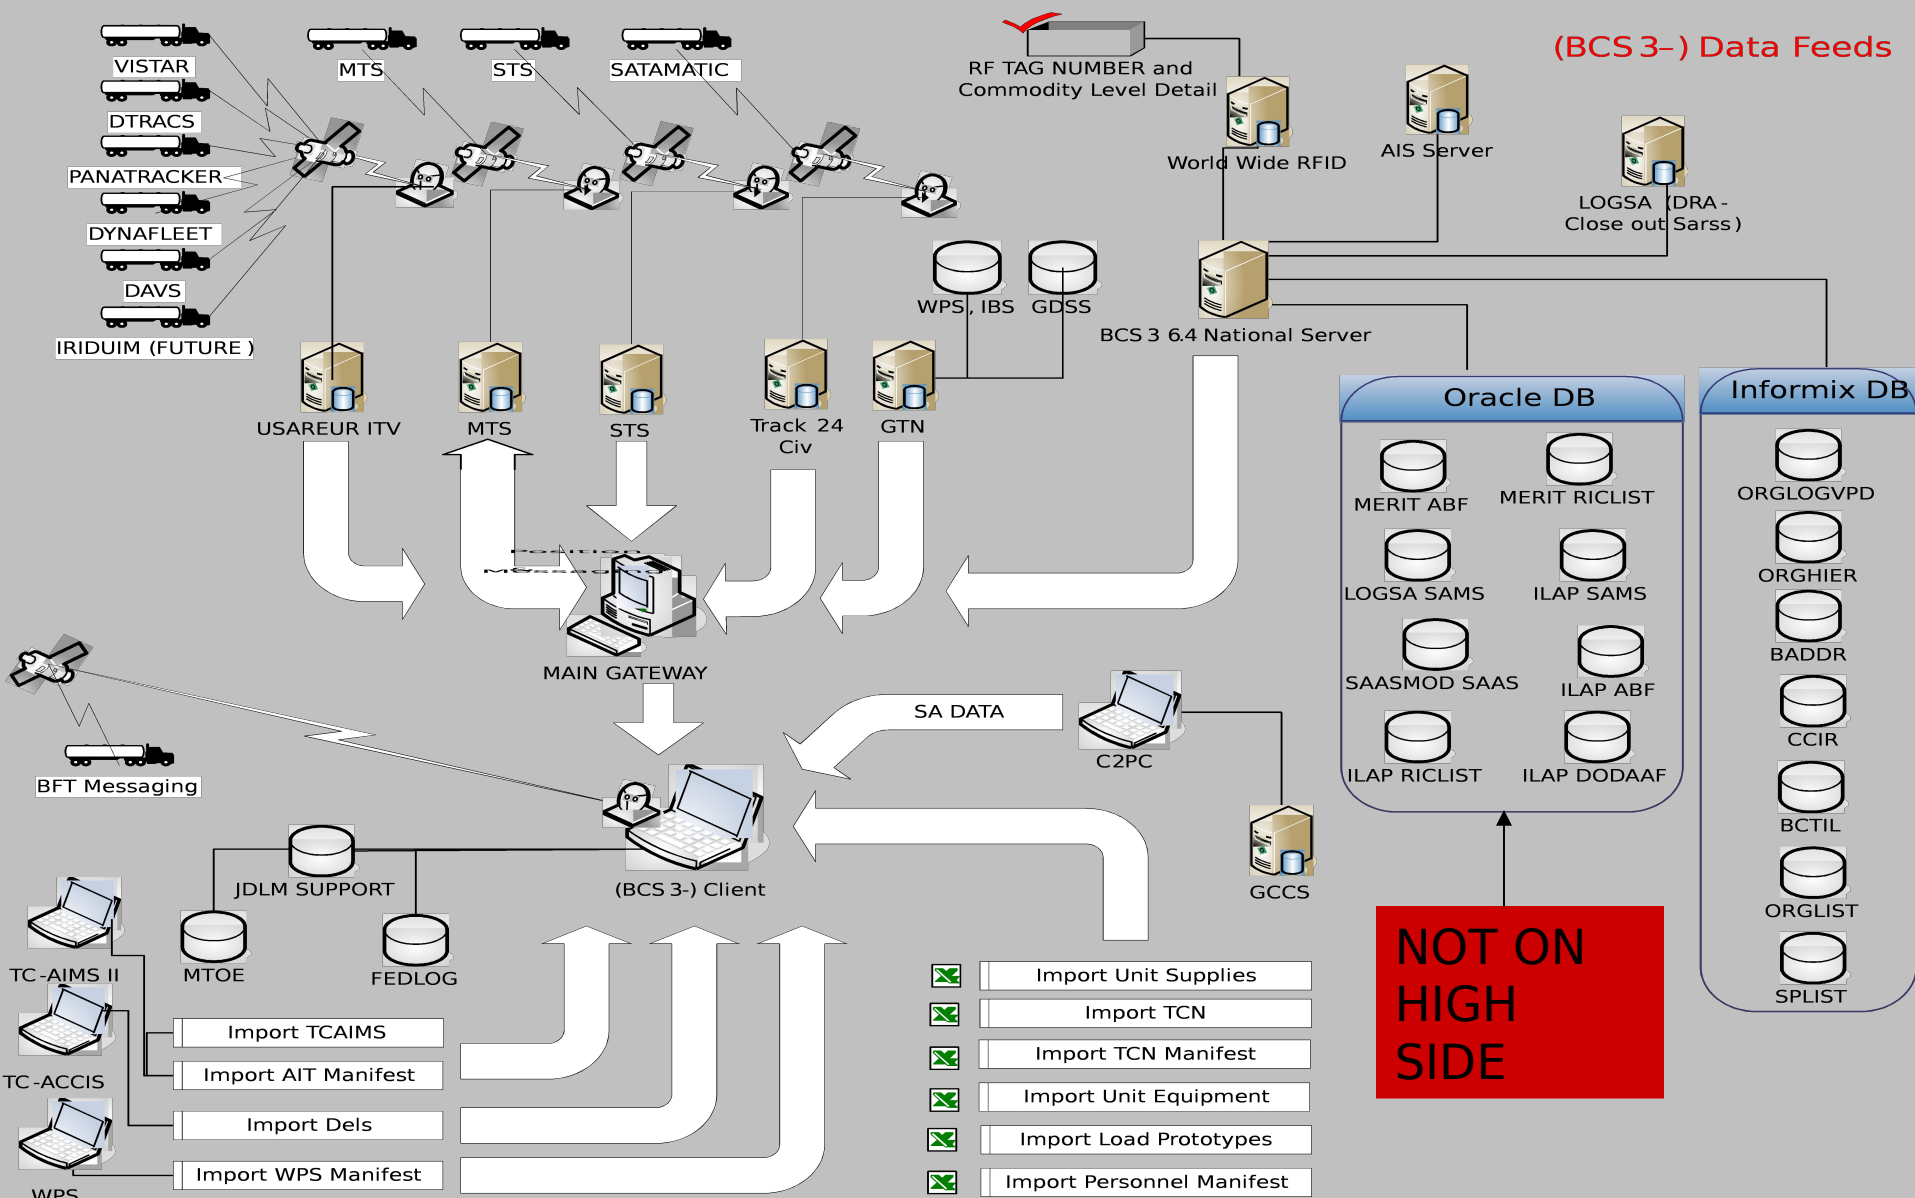 (BCS 3–) Data Feeds
VISTAR
MTS
STS
SATAMATIC
DTRACS
PANATRACKER
DYNAFLEET
DAVS
IRIDUIM (FUTURE )
RF TAG NUMBER and
Commodity Level Detail
World Wide RFID
AIS Server
LOGSA (DRA -
Close out Sarss )
WPS , IBS
GDSS
BCS 3 6.4 National Server
USAREUR ITV
MTS
STS
Track 24
Civ
GTN
Position
&
Messaging
MAIN GATEWAY
Oracle DB
MERIT ABF
MERIT RICLIST
LOGSA SAMS
ILAP SAMS
SAASMOD SAAS
ILAP ABF
ILAP RICLIST
ILAP DODAAF
Informix DB
ORGLOGVPD
ORGHIER
BADDR
CCIR
BCTIL
ORGLIST
SPLIST
BFT Messaging
SA DATA
C2PC
GCCS
(BCS 3-) Client
JDLM SUPPORT
MTOE
FEDLOG
TC -AIMS II
TC -ACCIS
WPS
Import TCAIMS
Import AIT Manifest
Import Dels
Import WPS Manifest
Import Unit Supplies
Import TCN
Import TCN Manifest
Import Unit Equipment
Import Load Prototypes
Import Personnel Manifest
NOT ON
HIGH
SIDE